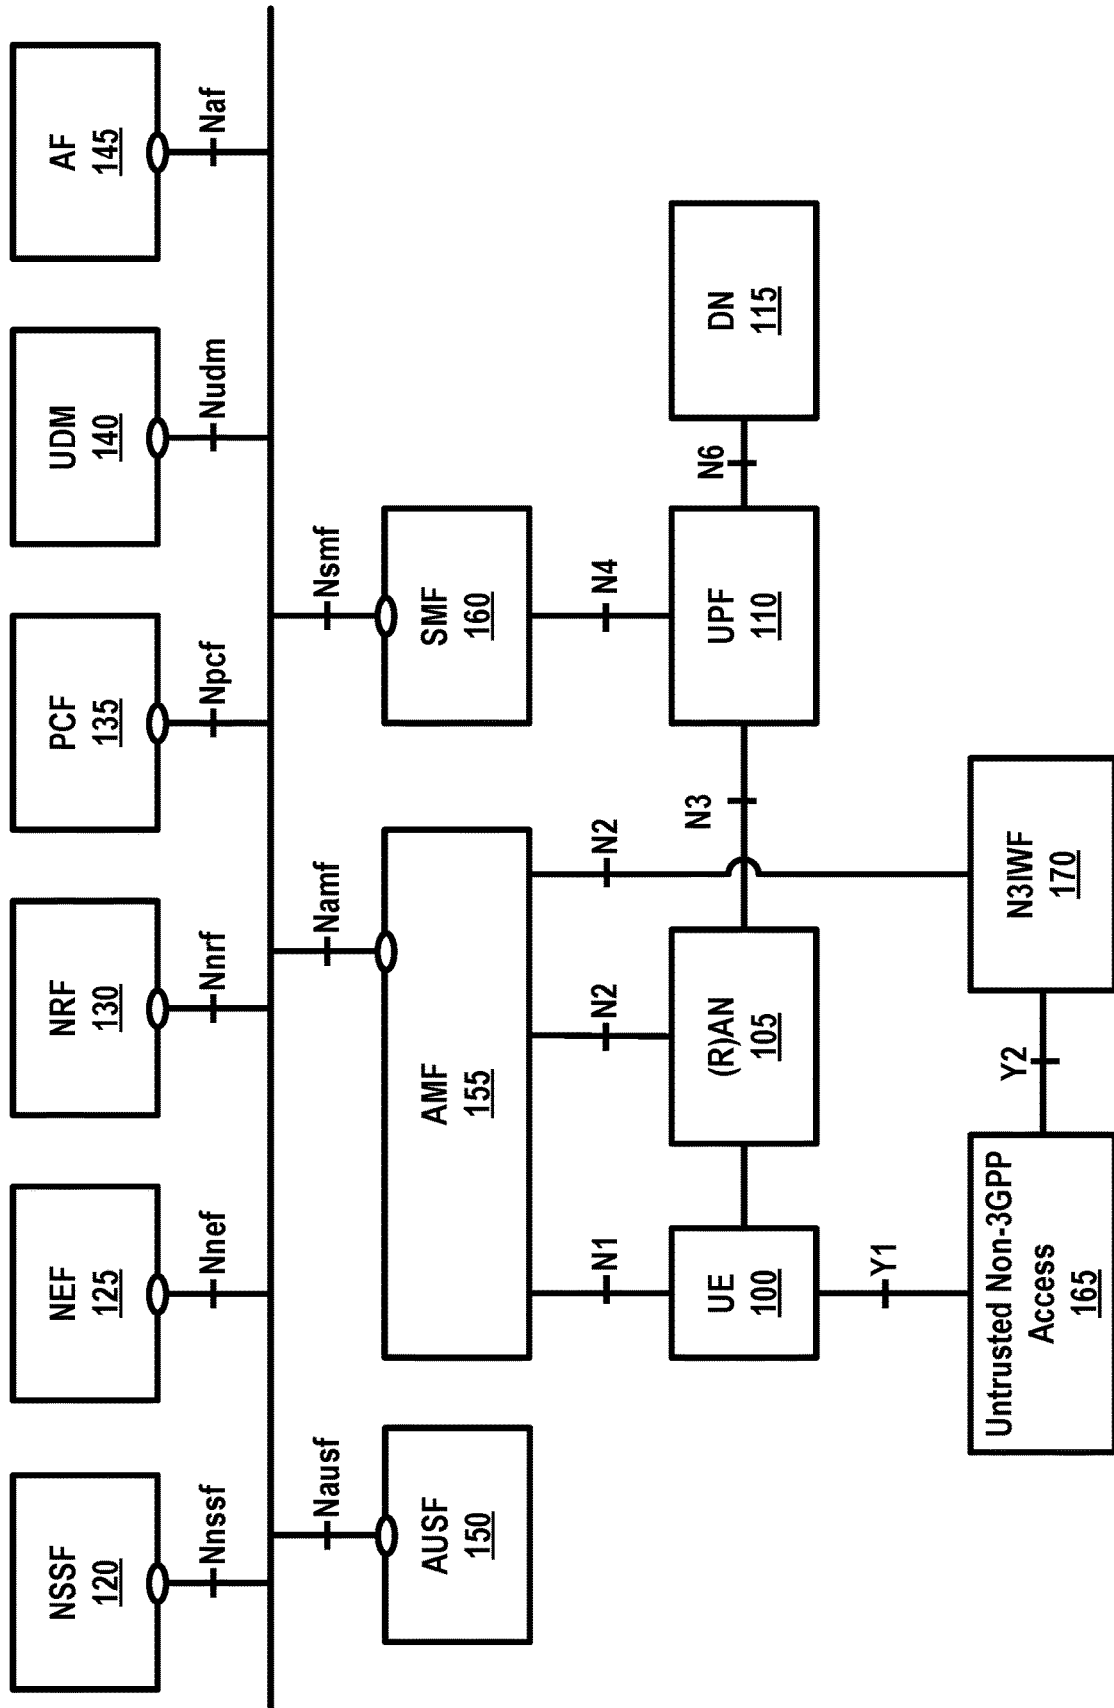 NSSF
120
NEF
125
NRF
130
PCF
135
UDM
140
AF
145
Nnssf
Nnef
Nnrf
Npcf
Nudm
Naf
Nausf
Namf
Nsmf
AUSF
150
AMF
155
SMF
160
N1
N2
N2
N4
UE
100
(R)AN
105
N3
UPF
110
N6
DN
115
Y1
Untrusted Non-3GPP
Access
165
Y2
N3IWF
170